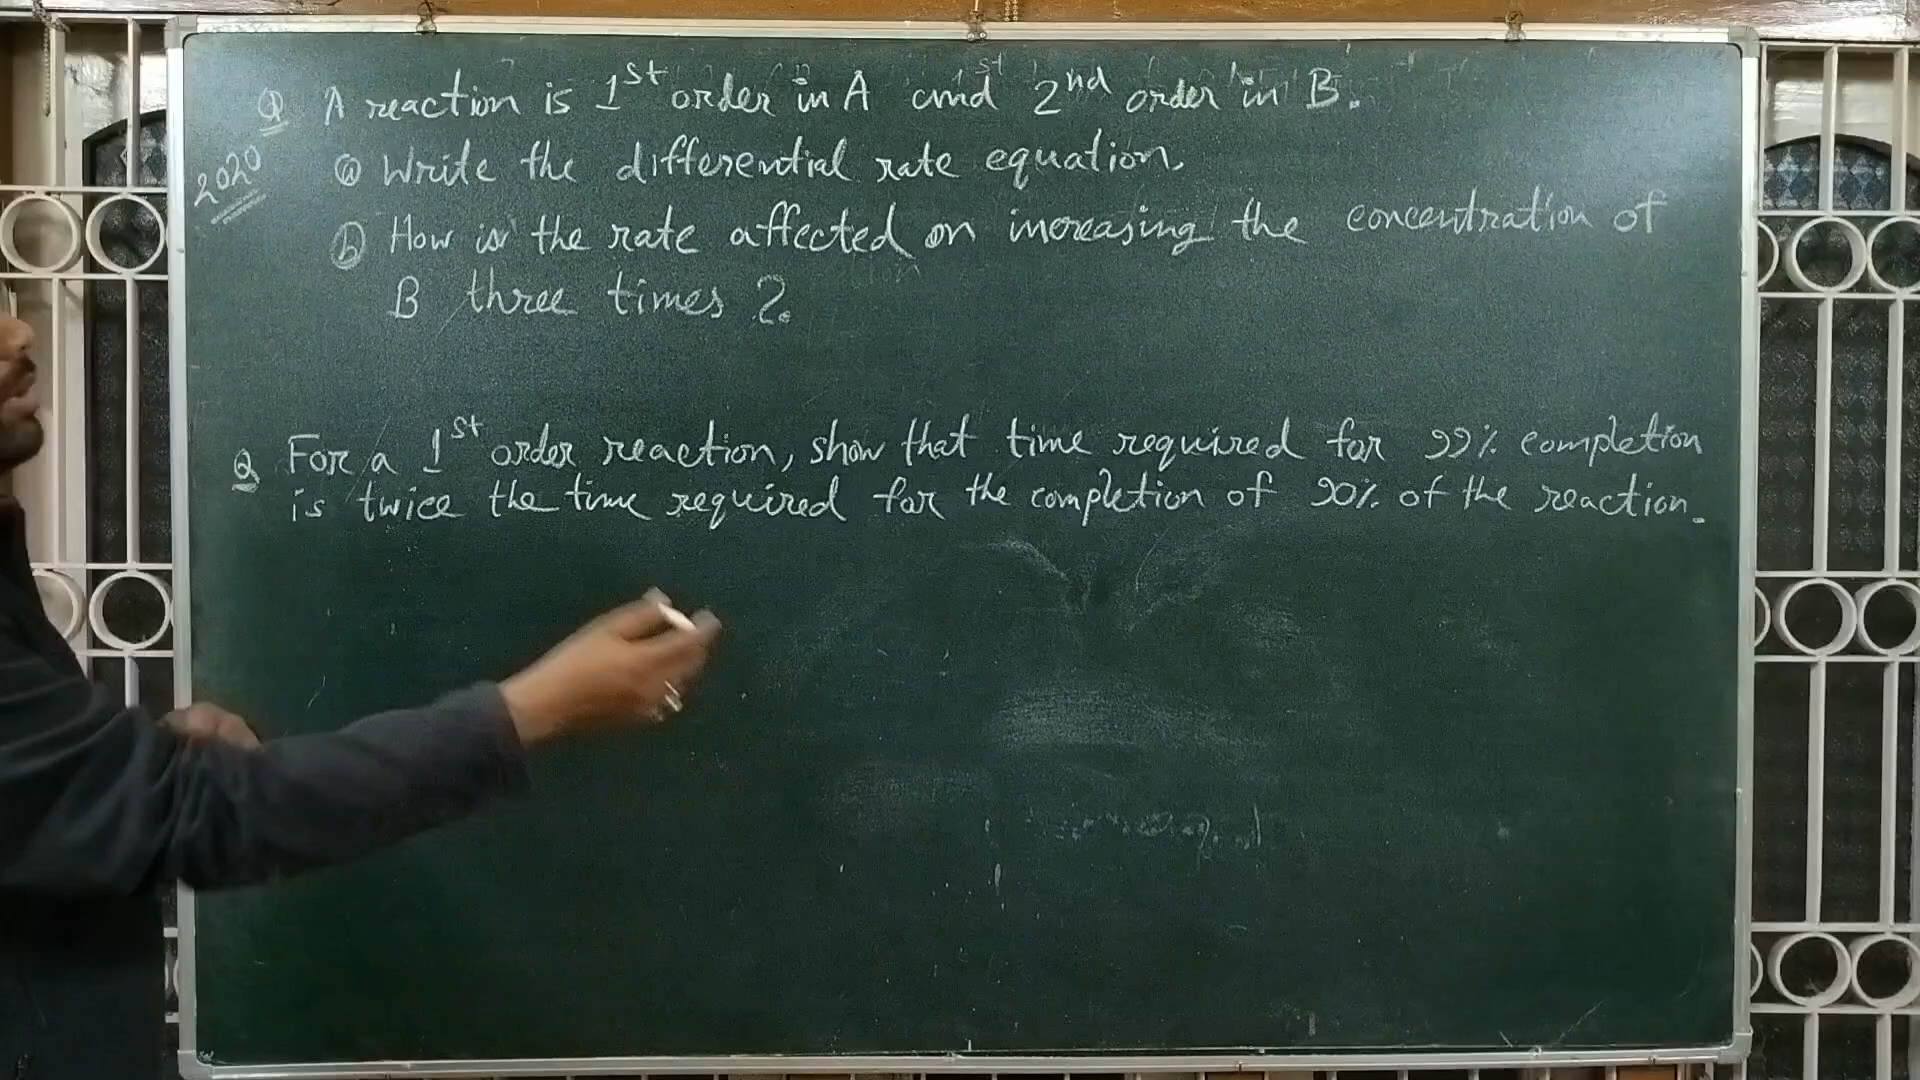 Q A reaction is 1st order in A and 2nd order in B.
2020
ⓐ Write the differential rate equation.
ⓑ How is the rate affected on increasing the concentration of
B three times ?
Q For a 1st order reaction, show that time required for 99% completion
is twice the time required for the completion of 90% of the reaction.